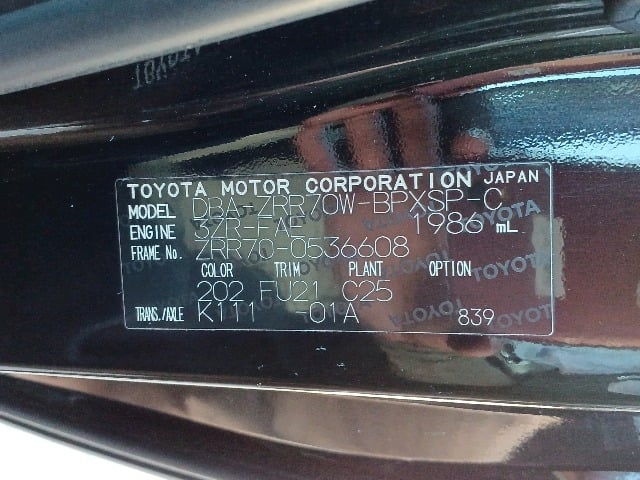 TOYOTA MOTOR CORPORATION JAPAN
MODEL DBA-ZRR70W-BPXSP-C
ENGINE 3ZR-FAE 1986 mL
FRAME No. ZRR70-0536608
COLOR TRIM PLANT OPTION
202 FU21 C25
TRANS./AXLE K111 -01A 839